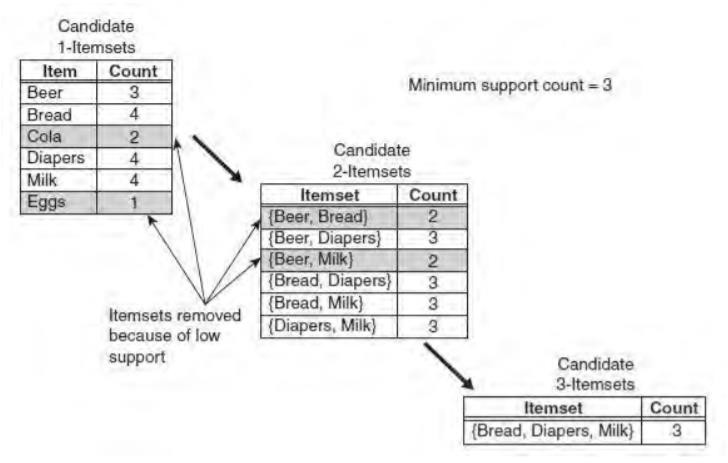 Candidate
1-Itemsets
Item Count
Beer 3
Bread 4
Cola 2
Diapers 4
Milk 4
Eggs 1
Minimum support count = 3
Candidate
2-Itemsets
Itemset Count
{Beer, Bread} 2
{Beer, Diapers} 3
{Beer, Milk} 2
{Bread, Diapers} 3
{Bread, Milk} 3
{Diapers, Milk} 3
Itemsets removed
because of low
support
Candidate
3-Itemsets
Itemset Count
{Bread, Diapers, Milk} 3